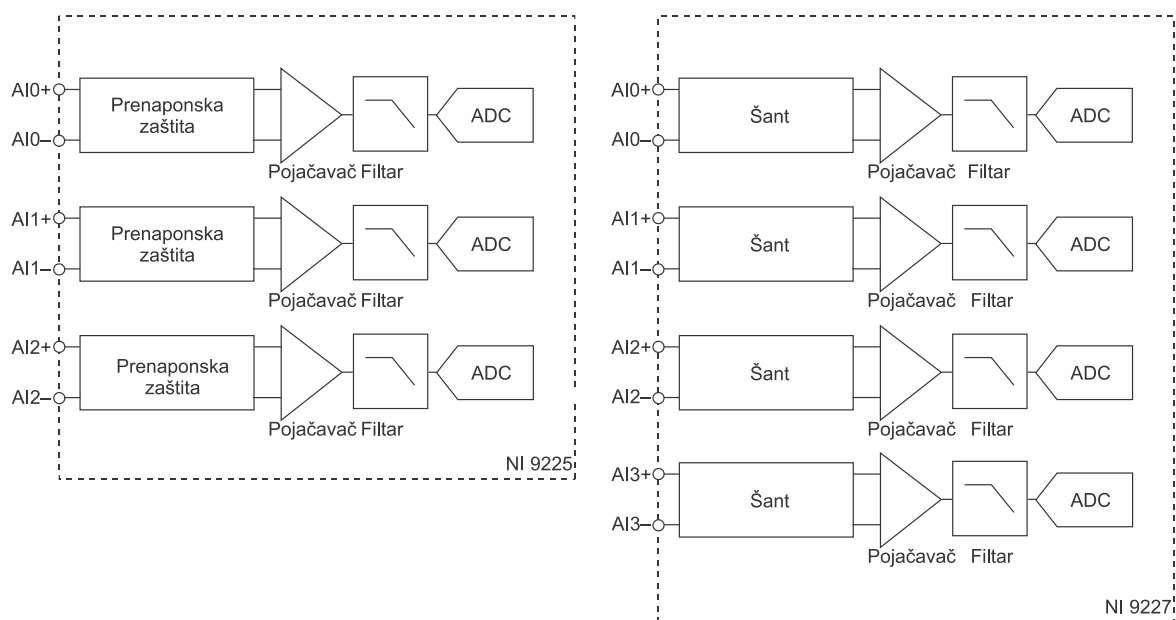 AI0+
Prenaponska
zaštita
AI0–
ADC
Pojačavač Filtar
AI1+
Prenaponska
zaštita
AI1–
ADC
Pojačavač Filtar
AI2+
Prenaponska
zaštita
AI2–
ADC
Pojačavač Filtar
NI 9225
AI0+
Šant
AI0–
ADC
Pojačavač Filtar
AI1+
Šant
AI1–
ADC
Pojačavač Filtar
AI2+
Šant
AI2–
ADC
Pojačavač Filtar
AI3+
Šant
AI3–
ADC
Pojačavač Filtar
NI 9227